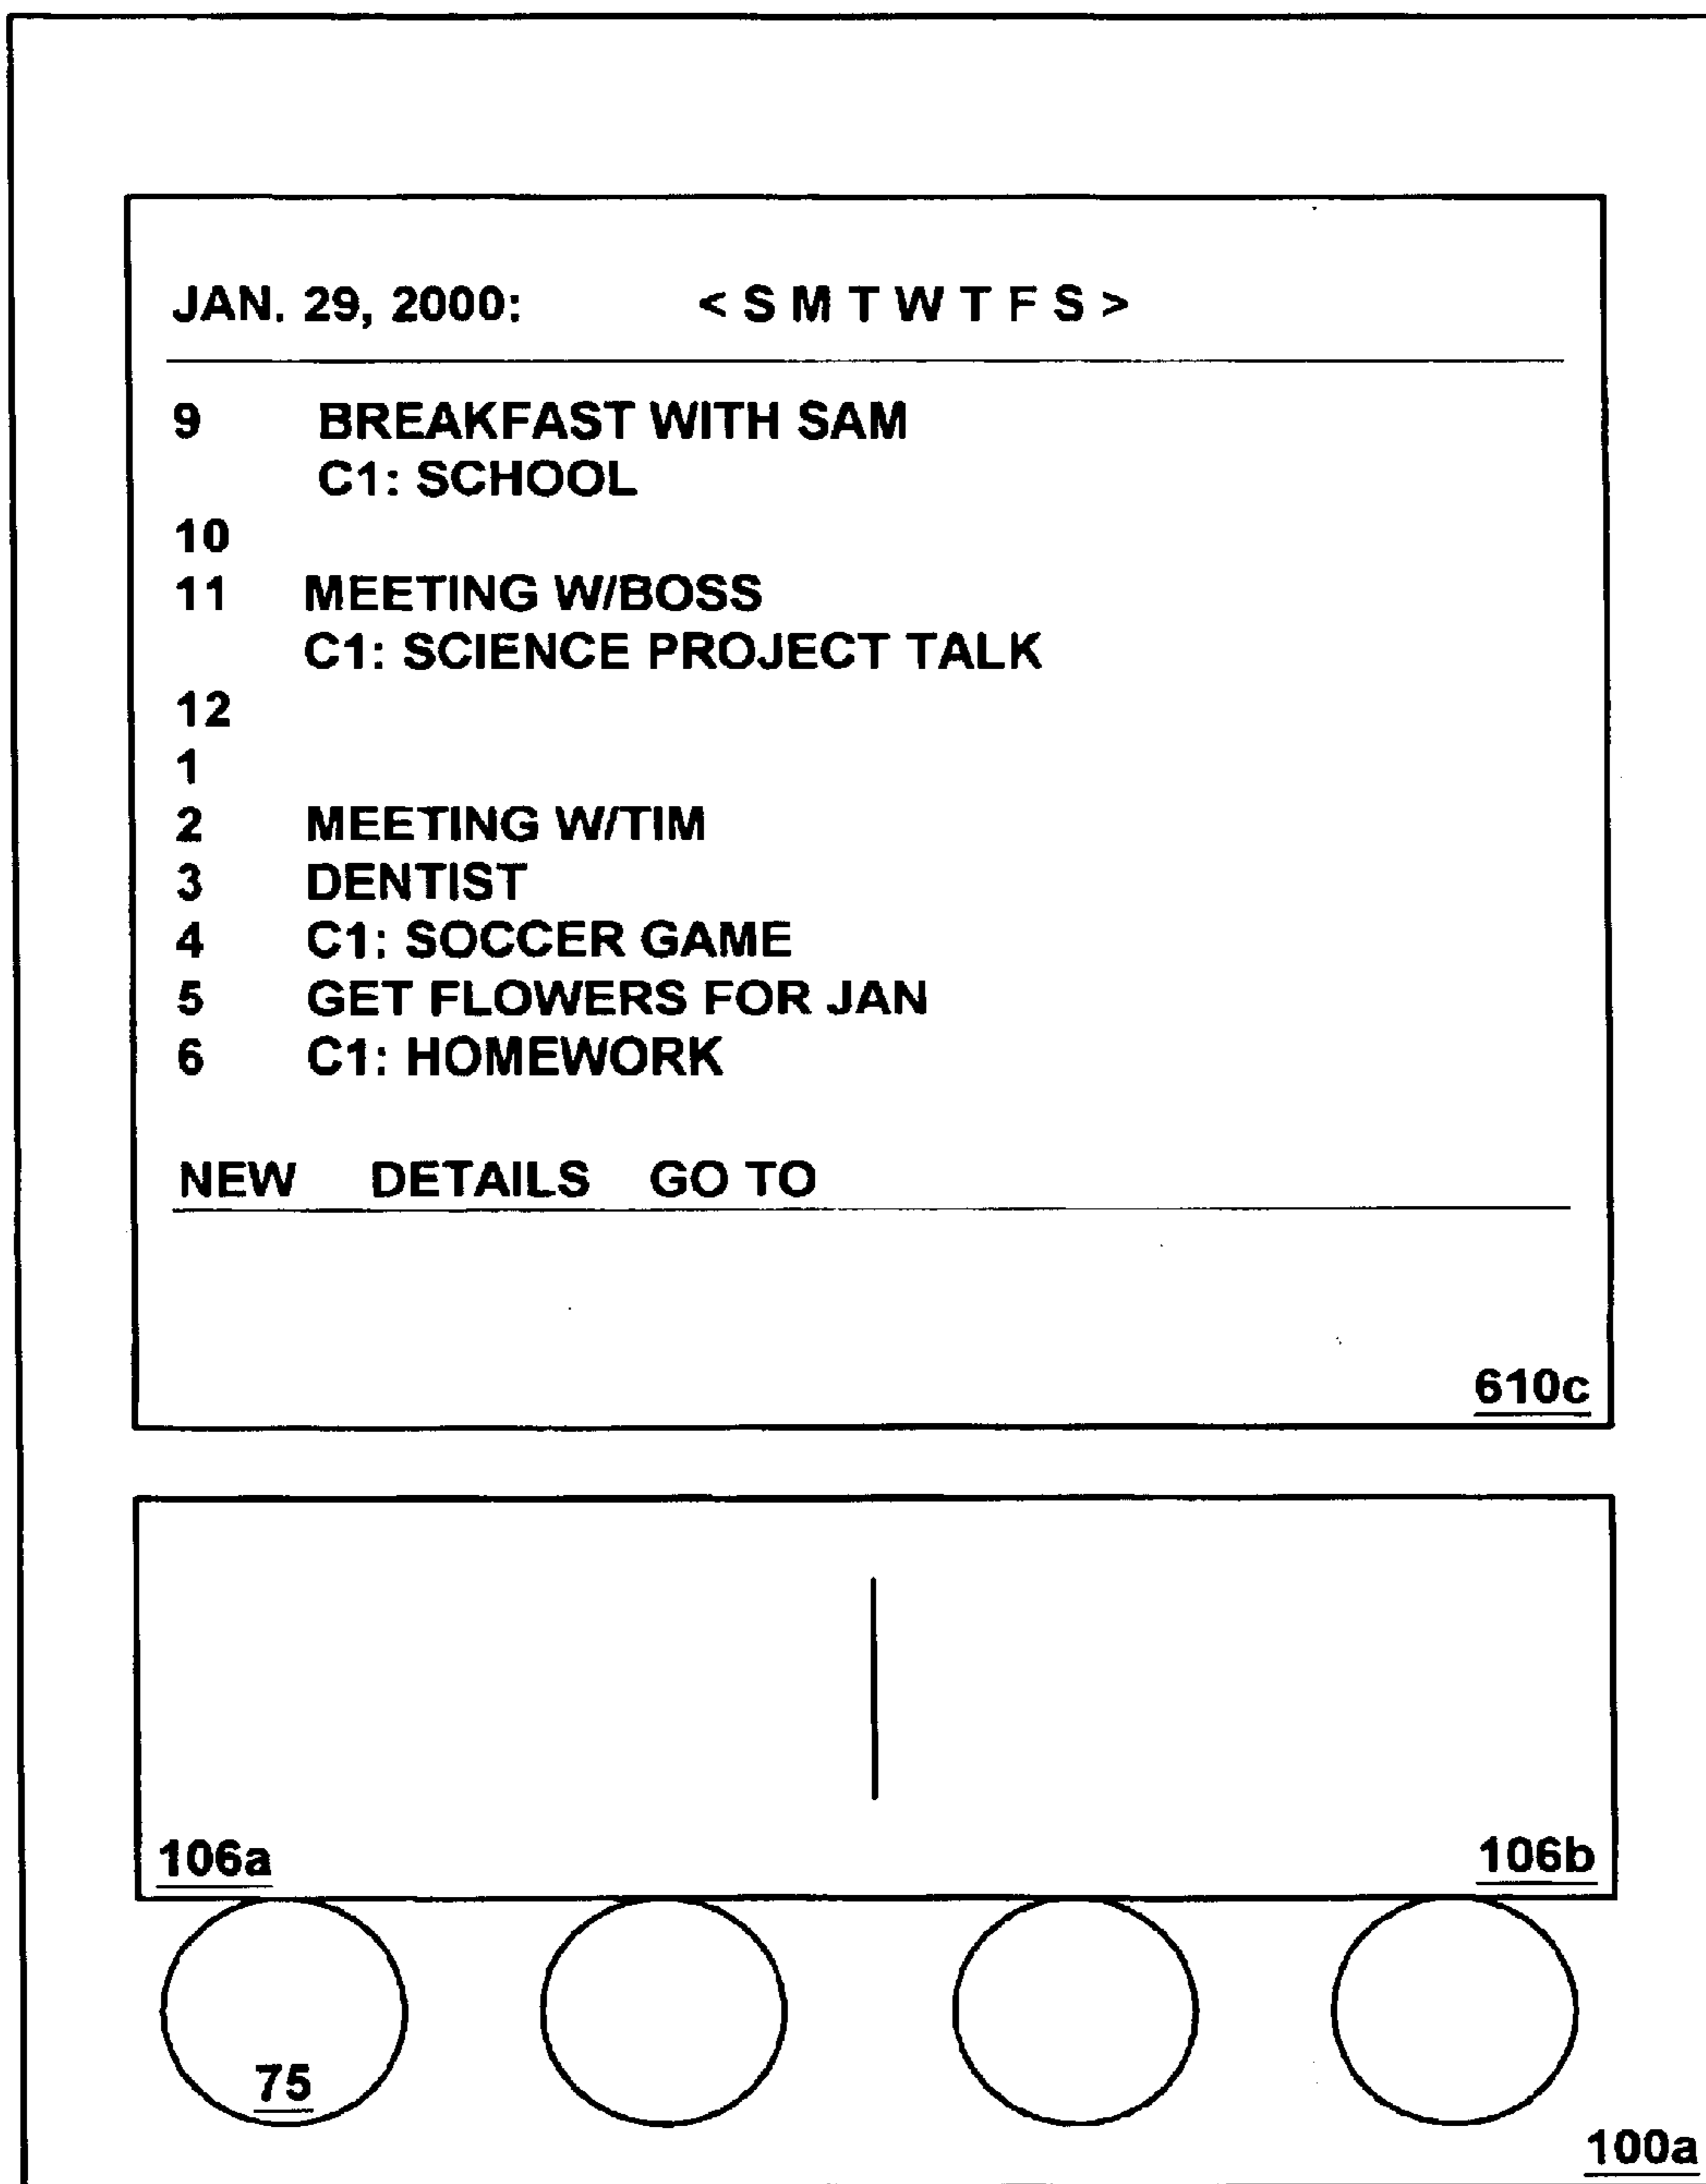 JAN. 29, 2000: < S M T W T F S >
9 BREAKFAST WITH SAM
C1: SCHOOL
10
11 MEETING W/BOSS
C1: SCIENCE PROJECT TALK
12
1
2 MEETING W/TIM
3 DENTIST
4 C1: SOCCER GAME
5 GET FLOWERS FOR JAN
6 C1: HOMEWORK
NEW DETAILS GO TO
610c
106a 106b
75
100a